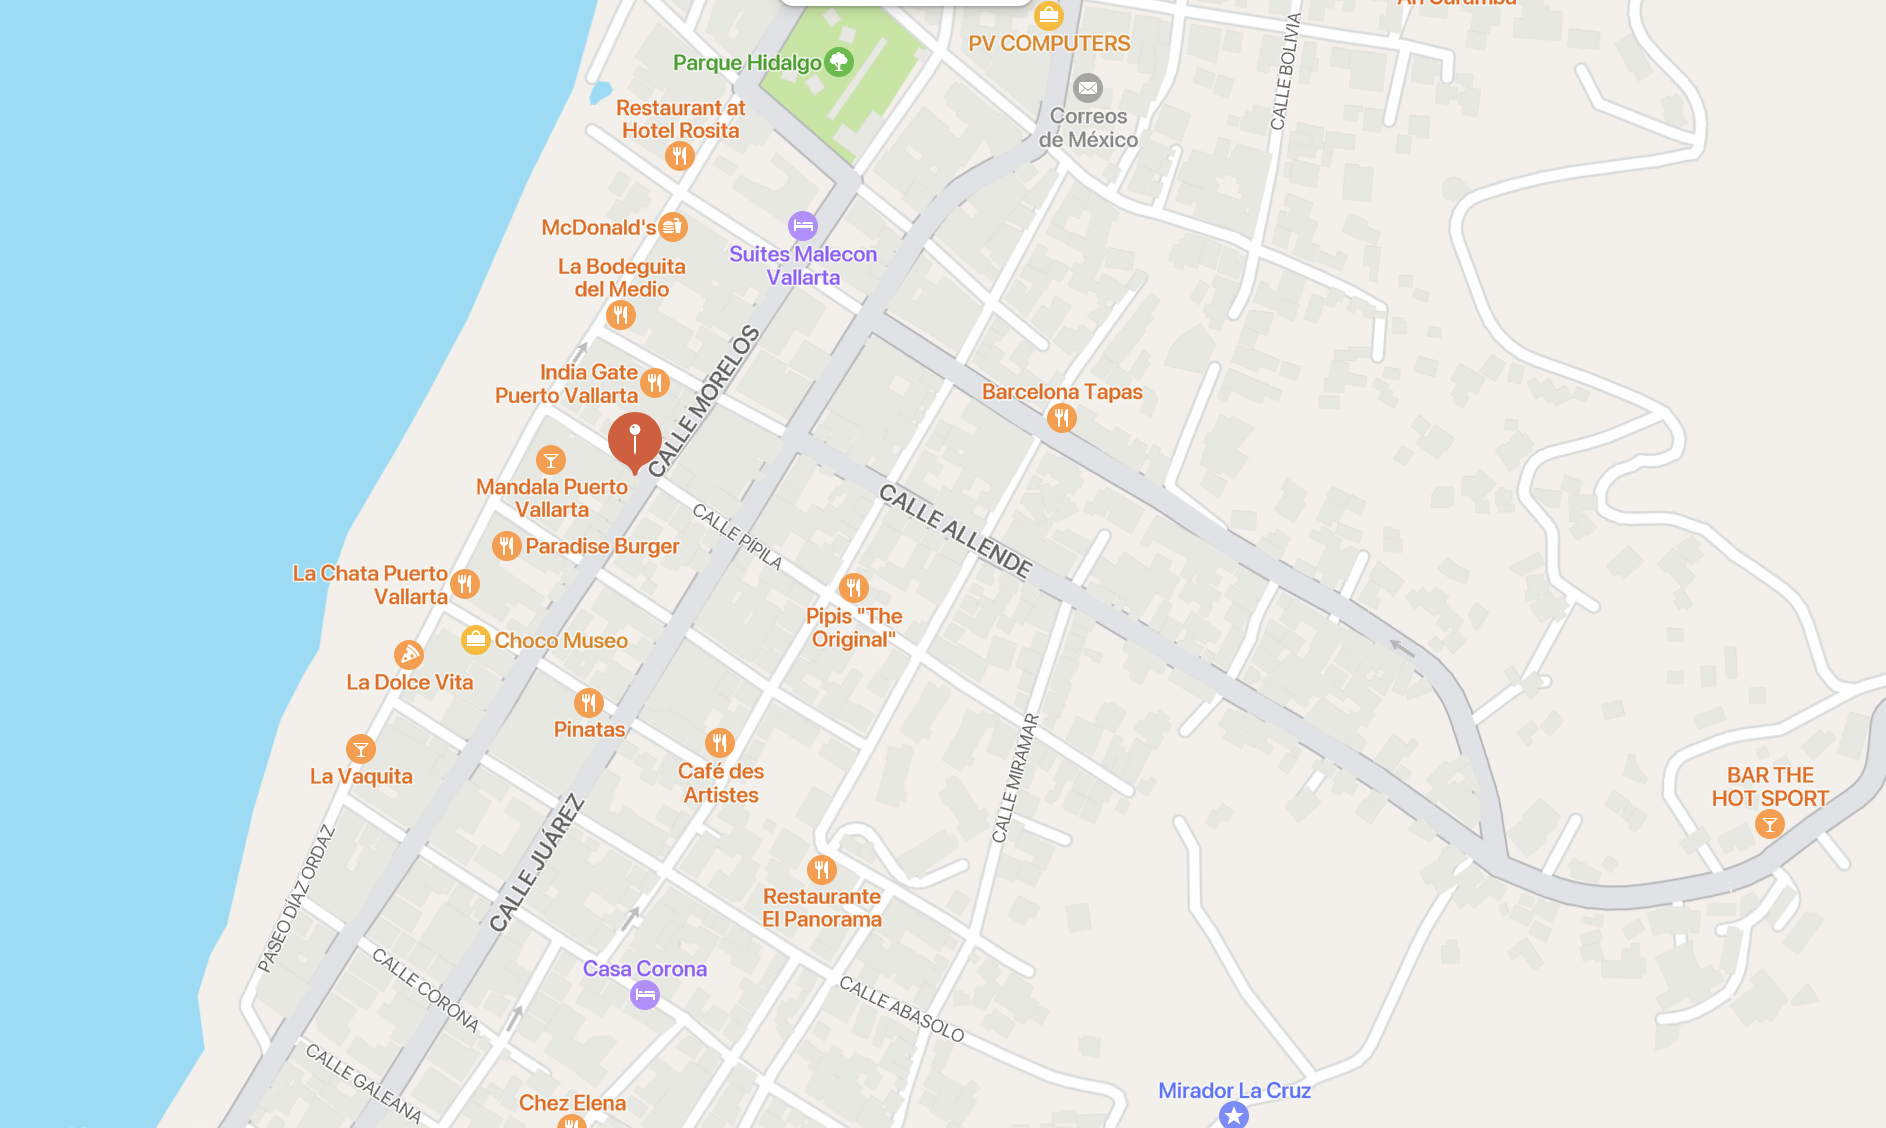 An Carumba
PV COMPUTERS
Parque Hidalgo
CALLE BOLIVIA
Restaurant at
Hotel Rosita
Correos
de México
McDonald's
Suites Malecon
Vallarta
La Bodeguita
del Medio
CALLE MORELOS
India Gate
Puerto Vallarta
Barcelona Tapas
Mandala Puerto
Vallarta
CALLE ALLENDE
CALLE PÍPILA
Paradise Burger
La Chata Puerto
Vallarta
Pipis "The
Original"
Choco Museo
La Dolce Vita
Pinatas
CALLE MIRAMAR
La Vaquita
Café des
Artistes
BAR THE
HOT SPORT
CALLE JUÁREZ
PASEO DÍAZ ORDAZ
Restaurante
El Panorama
CALLE CORONA
Casa Corona
CALLE ABASOLO
CALLE GALEANA
Chez Elena
Mirador La Cruz